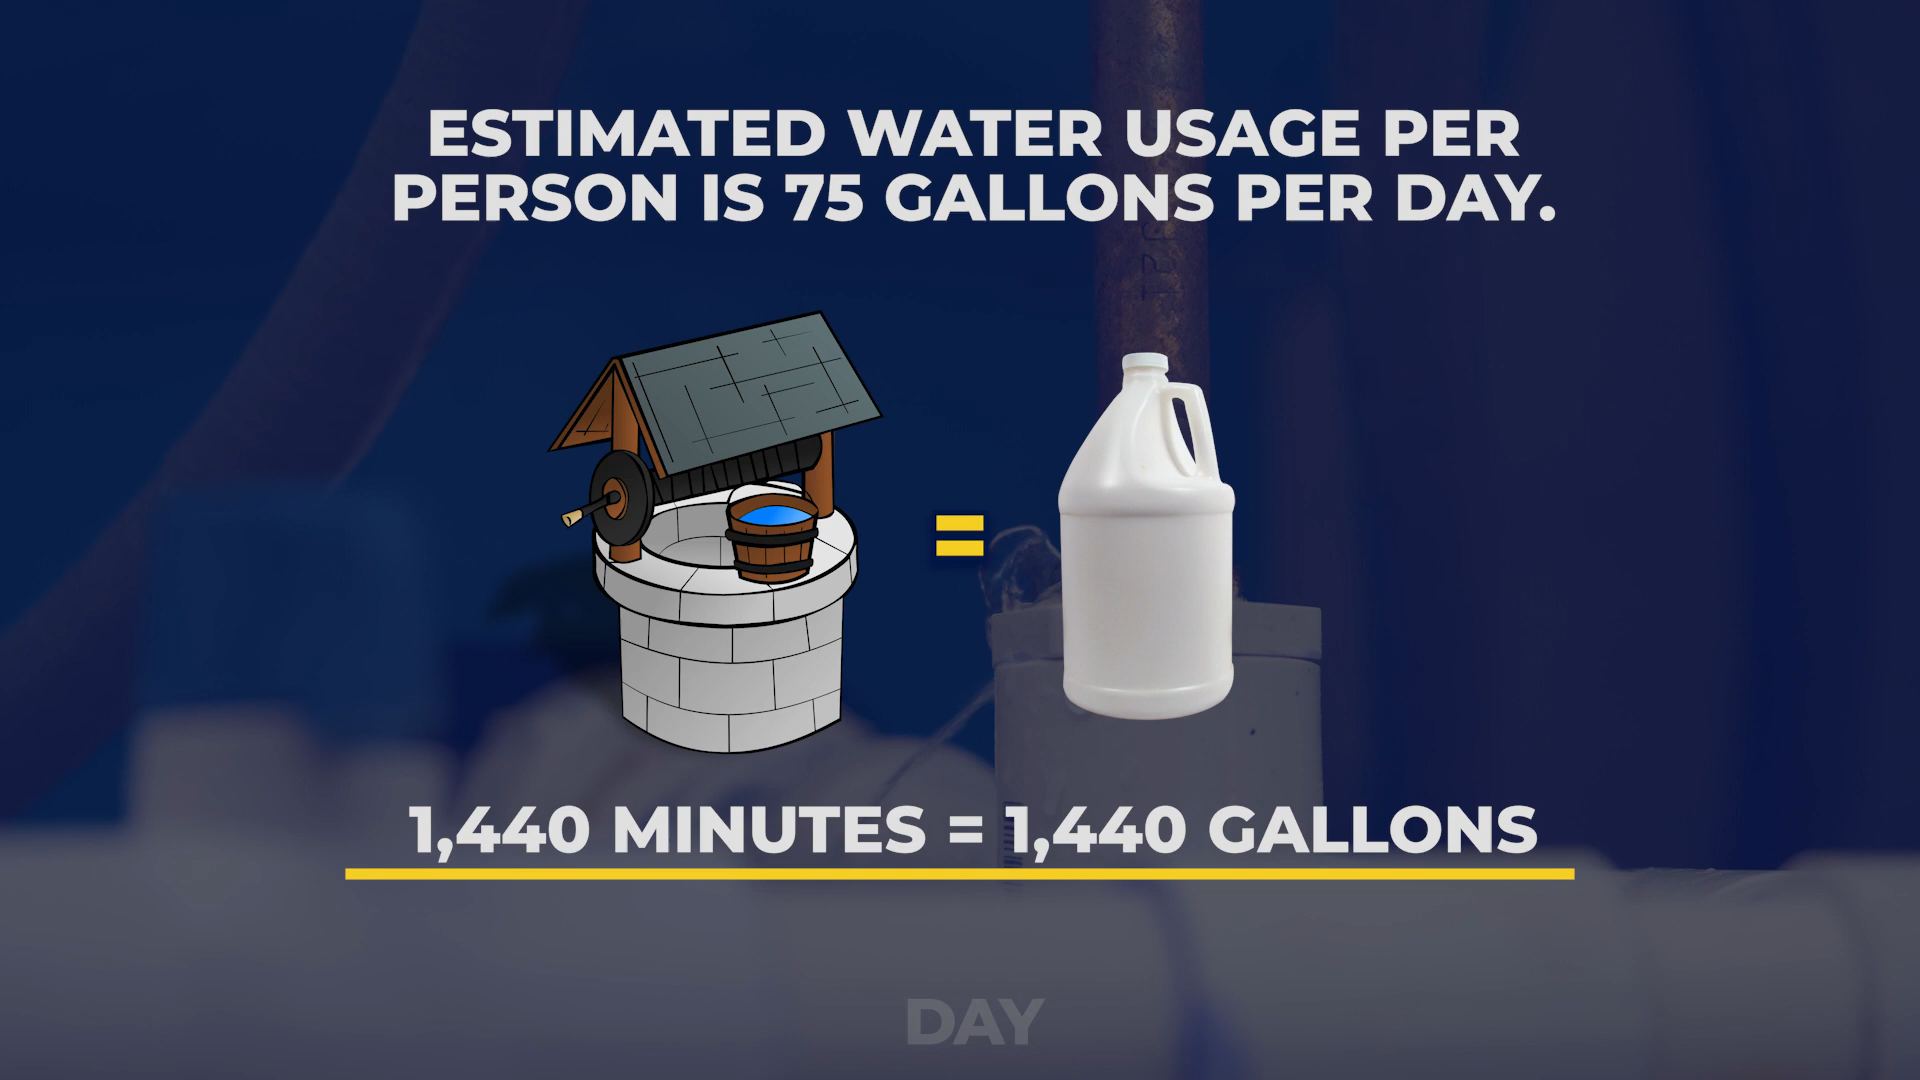 ESTIMATED WATER USAGE PER
PERSON IS 75 GALLONS PER DAY.
=
1,440 MINUTES = 1,440 GALLONS
DAY